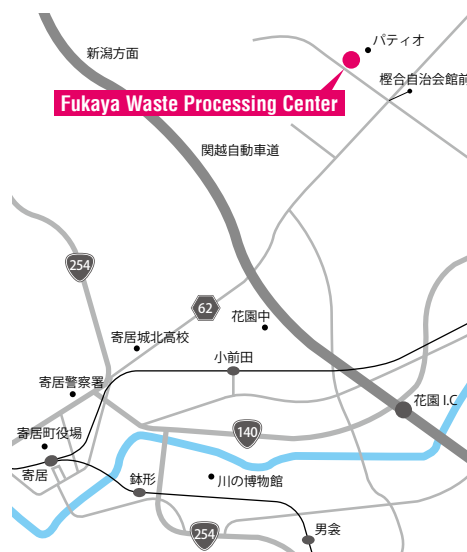 パティオ
新潟方面
樫合自治会館前
Fukaya Waste Processing Center
関越自動車道
254
62
花園中
寄居城北高校
小前田
寄居警察署
花園 I.C
寄居町役場
140
寄居
川の博物館
鉢形
254
男衾